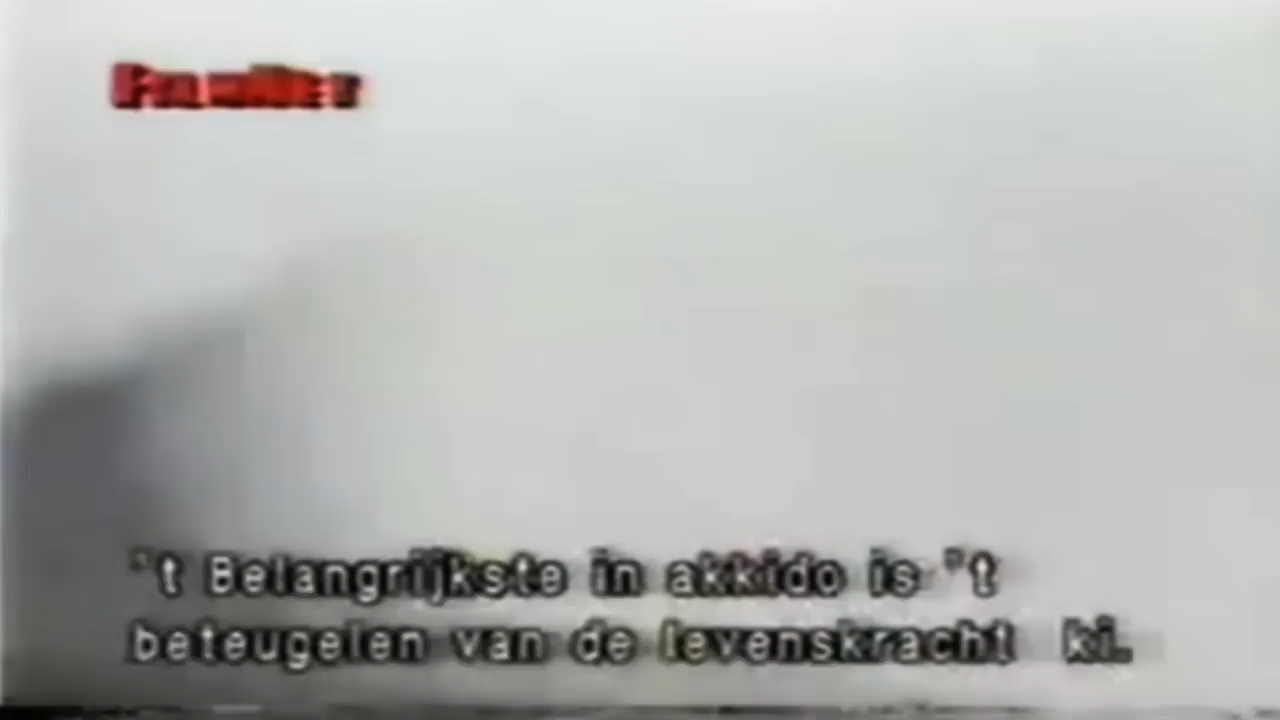 't Belangrijkste in akkido is 't
beteugelen van de levenskracht ki.